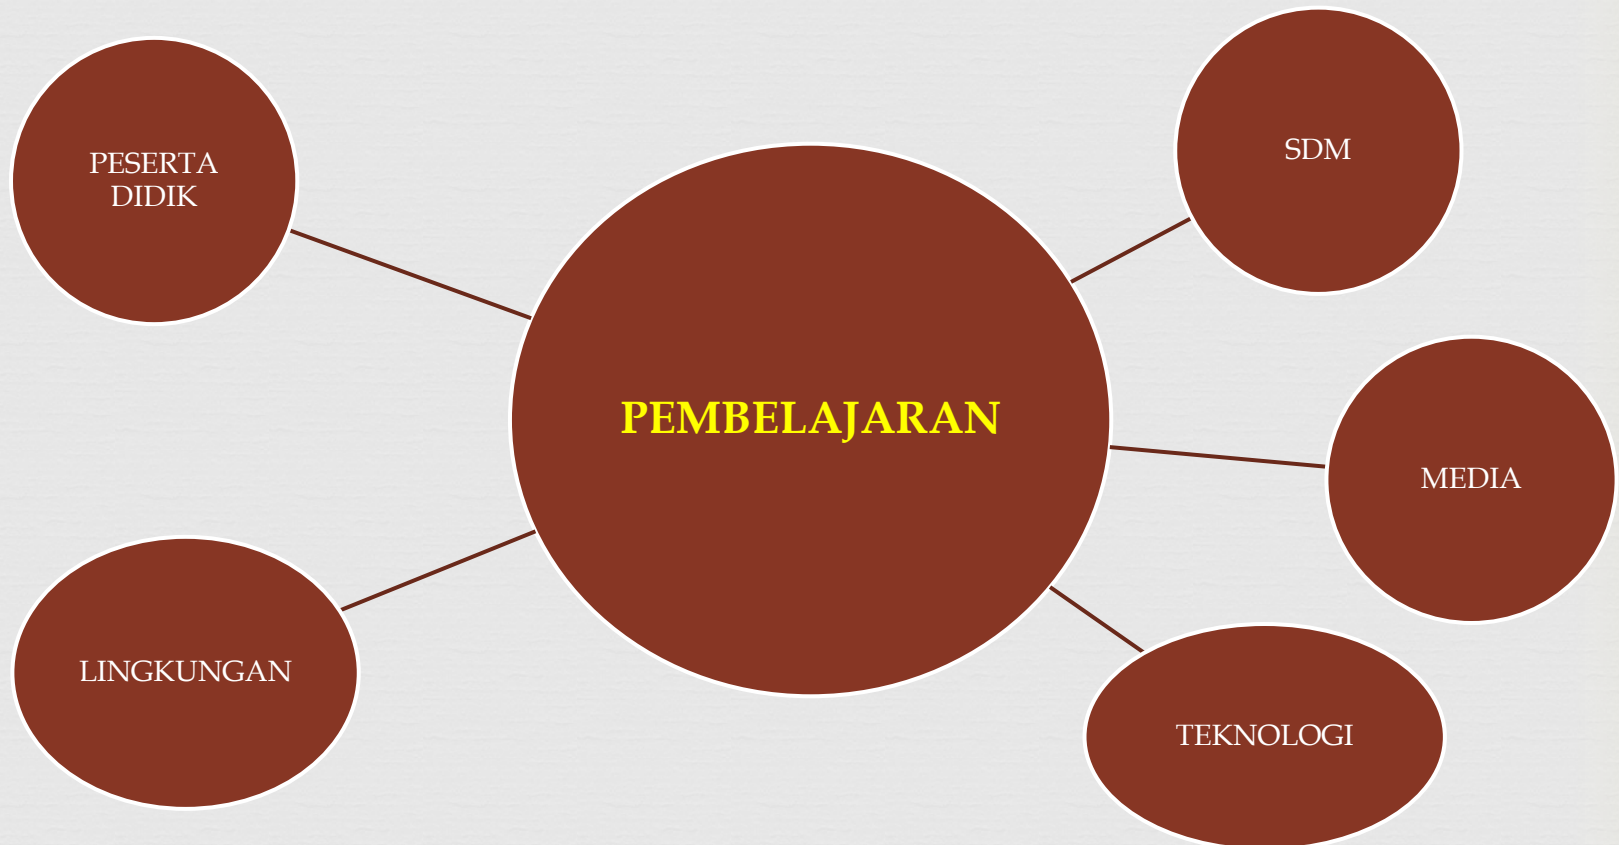 PESERTA
DIDIK
SDM
PEMBELAJARAN
MEDIA
LINGKUNGAN
TEKNOLOGI